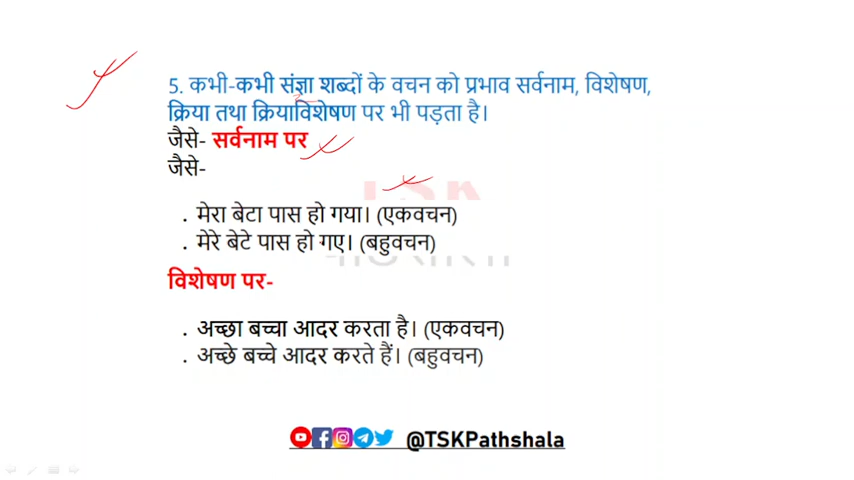 5. कभी-कभी संज्ञा शब्दों के वचन को प्रभाव सर्वनाम, विशेषण,
क्रिया तथा क्रियाविशेषण पर भी पड़ता है।
जैसे- सर्वनाम पर
जैसे-
TSK
. मेरा बेटा पास हो गया। (एकवचन)
. मेरे बेटे पास हो गए। (बहुवचन)
विशेषण पर-
. अच्छा बच्चा आदर करता है। (एकवचन)
. अच्छे बच्चे आदर करते हैं। (बहुवचन)
@TSKPathshala